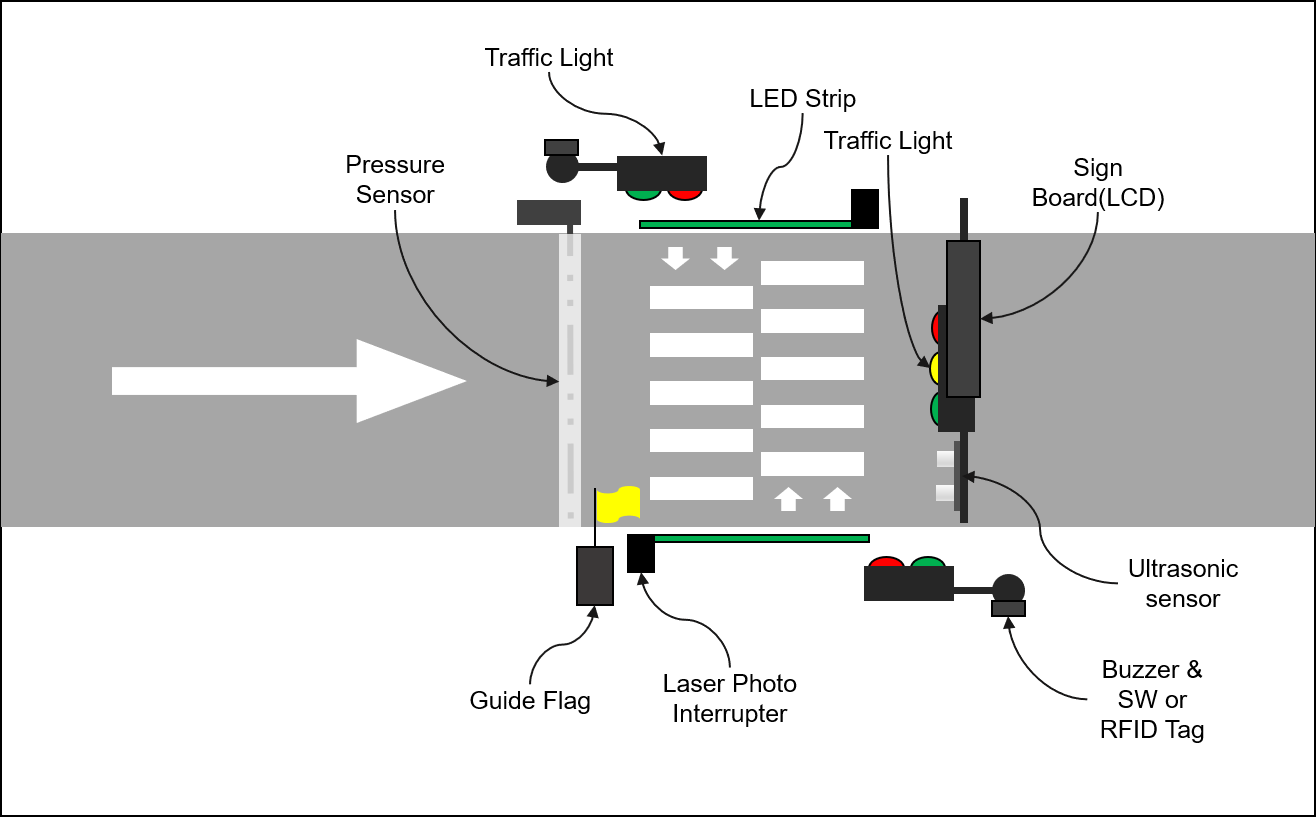 Traffic Light
LED Strip
Traffic Light
Pressure
Sensor
Sign
Board(LCD)
Ultrasonic
sensor
Guide Flag
Laser Photo
Interrupter
Buzzer &
SW or
RFID Tag